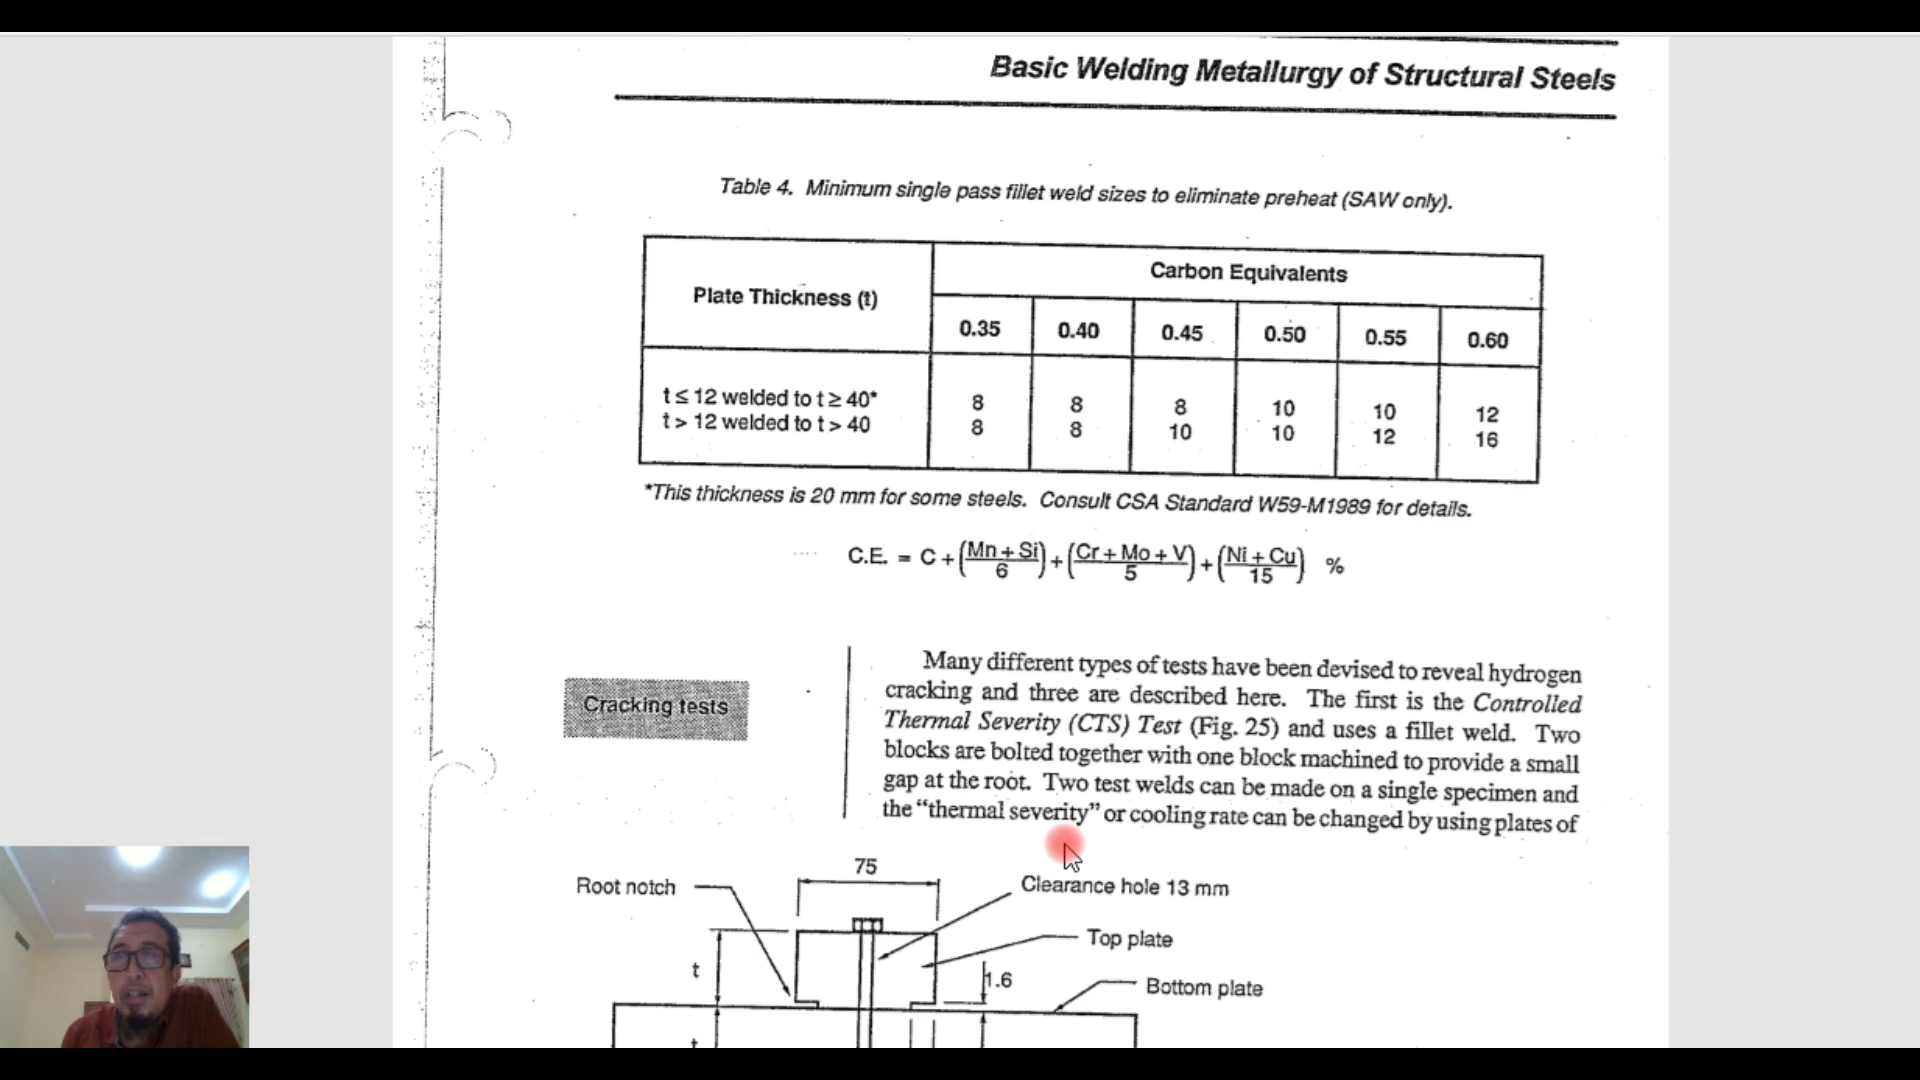 Basic Welding Metallurgy of Structural Steels
Table 4. Minimum single pass fillet weld sizes to eliminate preheat (SAW only).
Plate Thickness (t)
Carbon Equivalents
0.35 0.40 0.45 0.50 0.55 0.60
t ≤ 12 welded to t ≥ 40* 8 8 8 10 10 12
t > 12 welded to t > 40 8 8 10 10 12 16
*This thickness is 20 mm for some steels. Consult CSA Standard W59-M1989 for details.
C.E. = C + (Mn + Si / 6) + (Cr + Mo + V / 5) + (Ni + Cu / 15) %
Cracking tests
Many different types of tests have been devised to reveal hydrogen
cracking and three are described here. The first is the Controlled
Thermal Severity (CTS) Test (Fig. 25) and uses a fillet weld. Two
blocks are bolted together with one block machined to provide a small
gap at the root. Two test welds can be made on a single specimen and
the “thermal severity” or cooling rate can be changed by using plates of
75
Root notch
Clearance hole 13 mm
Top plate
t
1.6
Bottom plate
t